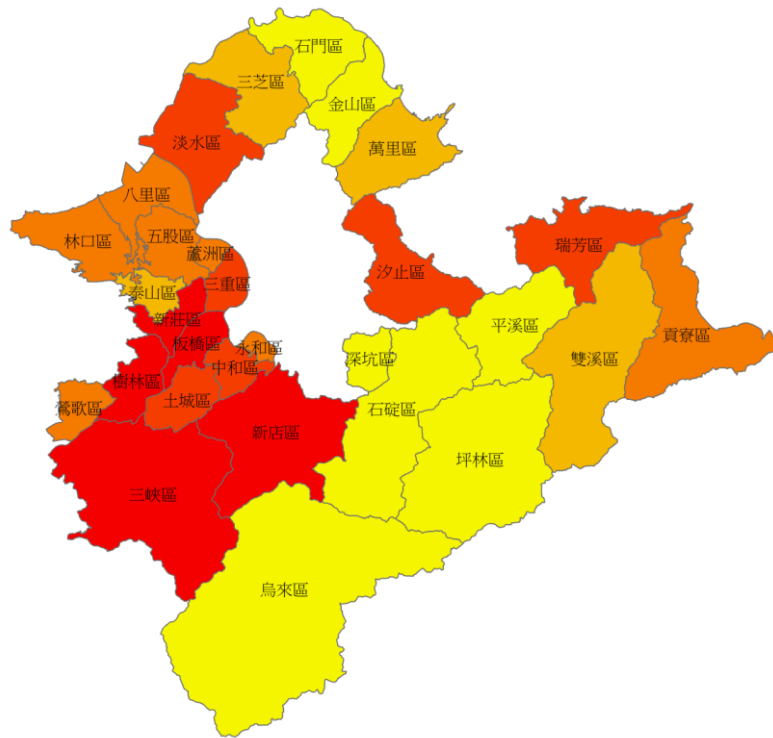 石門區
三芝區
金山區
淡水區
萬里區
八里區
林口區
五股區
蘆洲區
瑞芳區
汐止區
三重區
泰山區
新莊區
平溪區
貢寮區
板橋區
永和區
深坑區
雙溪區
中和區
樹林區
土城區
鶯歌區
石碇區
新店區
坪林區
三峽區
烏來區